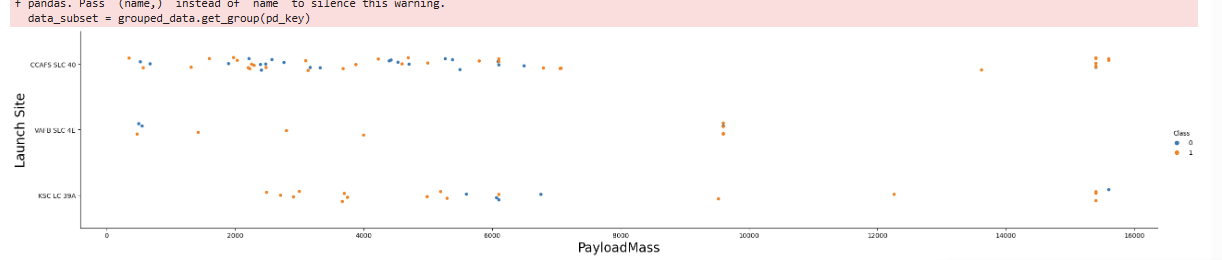 f pandas. Pass `(name,)` instead of `name` to silence this warning.
data_subset = grouped_data.get_group(pd_key)
CCAFS SLC 40
VAFB SLC 4E
KSC LC 39A
Launch Site
0
2000
4000
6000
8000
10000
12000
14000
16000
PayloadMass
Class
0
1